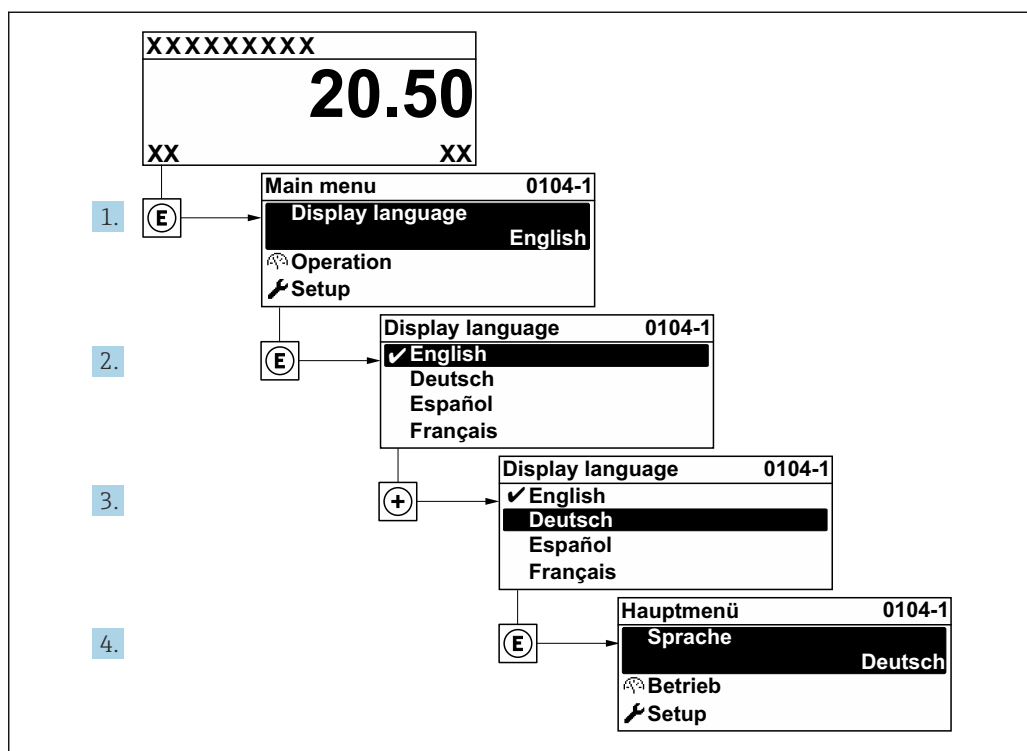 XXXXXXXXX
20.50
XX XX
1. E
Main menu 0104-1
Display language
English
Operation
Setup
2. E
Display language 0104-1
✔ English
Deutsch
Español
Français
3. +
Display language 0104-1
✔ English
Deutsch
Español
Français
4. E
Hauptmenü 0104-1
Sprache
Deutsch
Betrieb
Setup